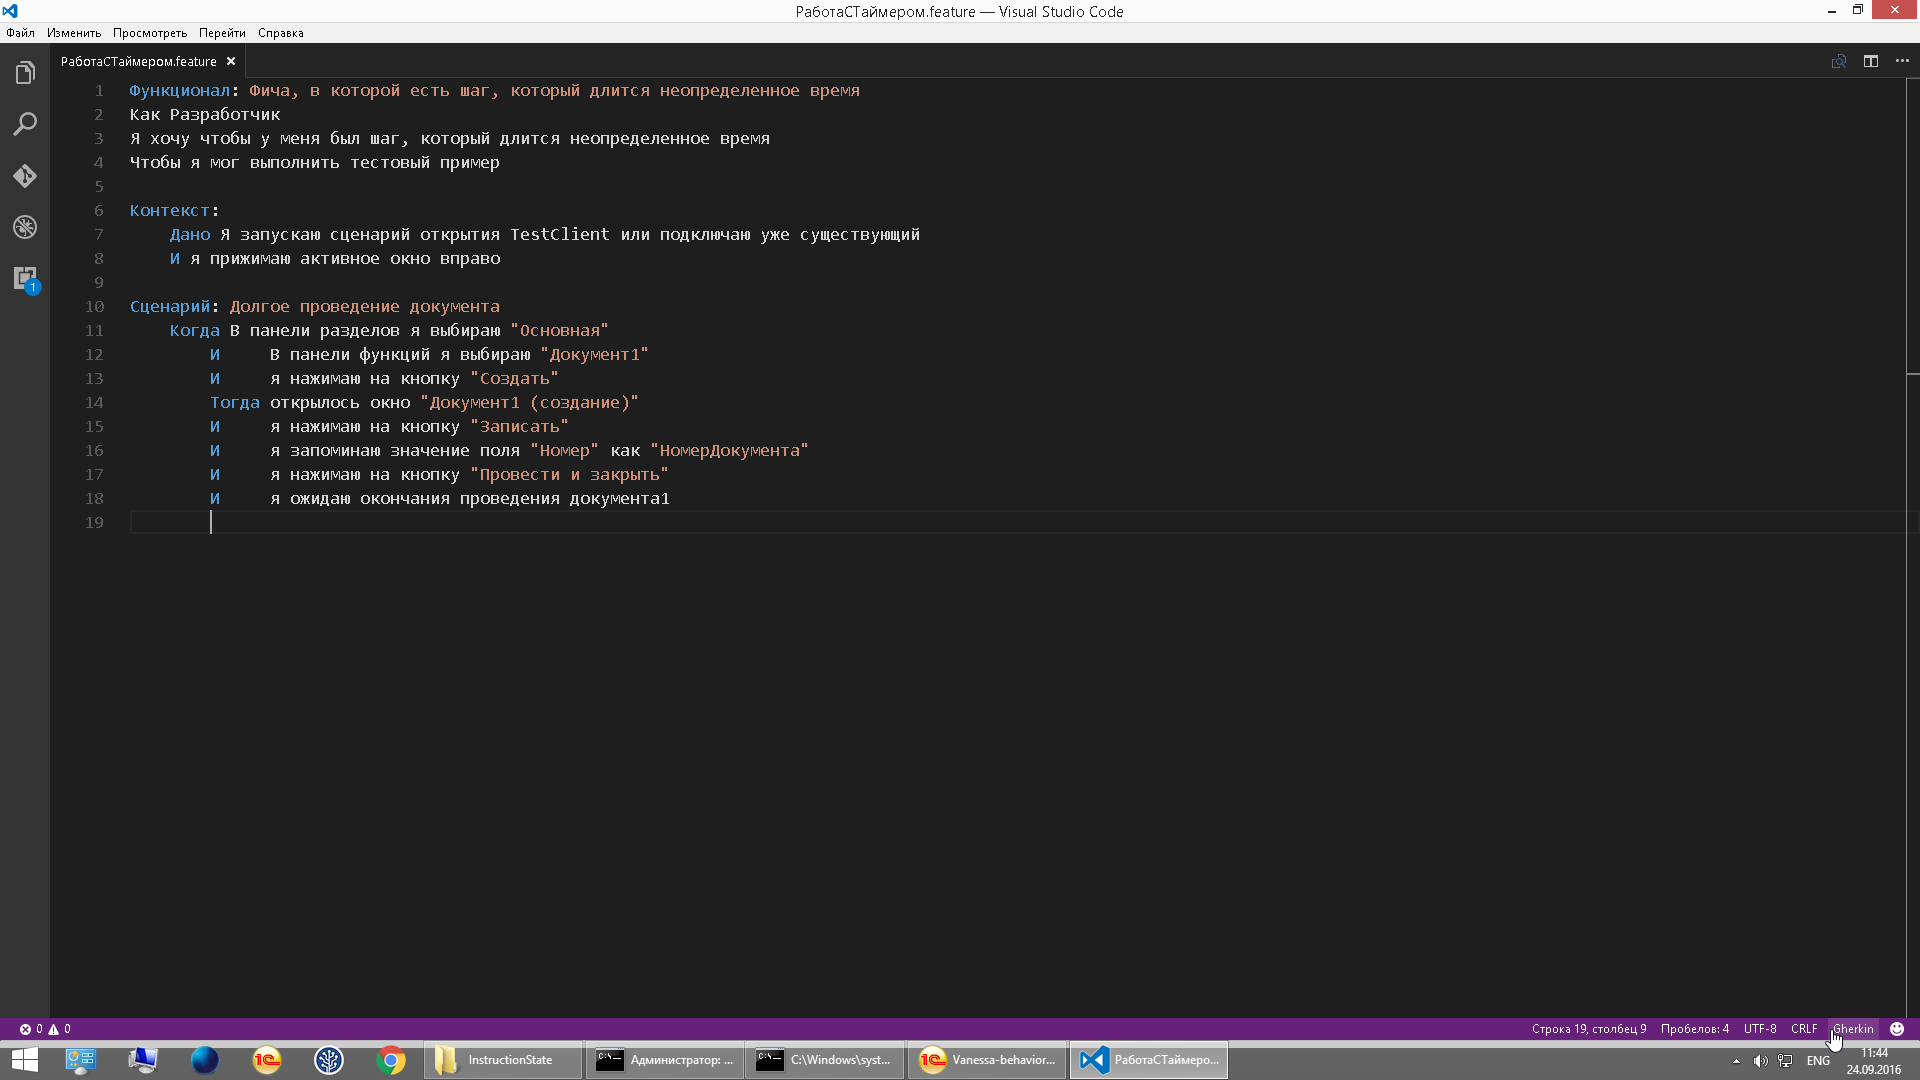 РаботаСТаймером.feature — Visual Studio Code
Файл Изменить Просмотреть Перейти Справка
РаботаСТаймером.feature
1 Функционал: Фича, в которой есть шаг, который длится неопределенное время
2 Как Разработчик
3 Я хочу чтобы у меня был шаг, который длится неопределенное время
4 Чтобы я мог выполнить тестовый пример
5
6 Контекст:
7 Дано Я запускаю сценарий открытия TestClient или подключаю уже существующий
8 И я прижимаю активное окно вправо
9
10 Сценарий: Долгое проведение документа
11 Когда В панели разделов я выбираю "Основная"
12 И В панели функций я выбираю "Документ1"
13 И я нажимаю на кнопку "Создать"
14 Тогда открылось окно "Документ1 (создание)"
15 И я нажимаю на кнопку "Записать"
16 И я запоминаю значение поля "Номер" как "НомерДокумента"
17 И я нажимаю на кнопку "Провести и закрыть"
18 И я ожидаю окончания проведения документа1
19
1
0 0 Строка 19, столбец 9 Пробелов: 4 UTF-8 CRLF Gherkin
InstructionState Администратор: ... C:\Windows\syst... Vanessa-behavior... РаботаСТаймеро... ENG 11:44
24.09.2016